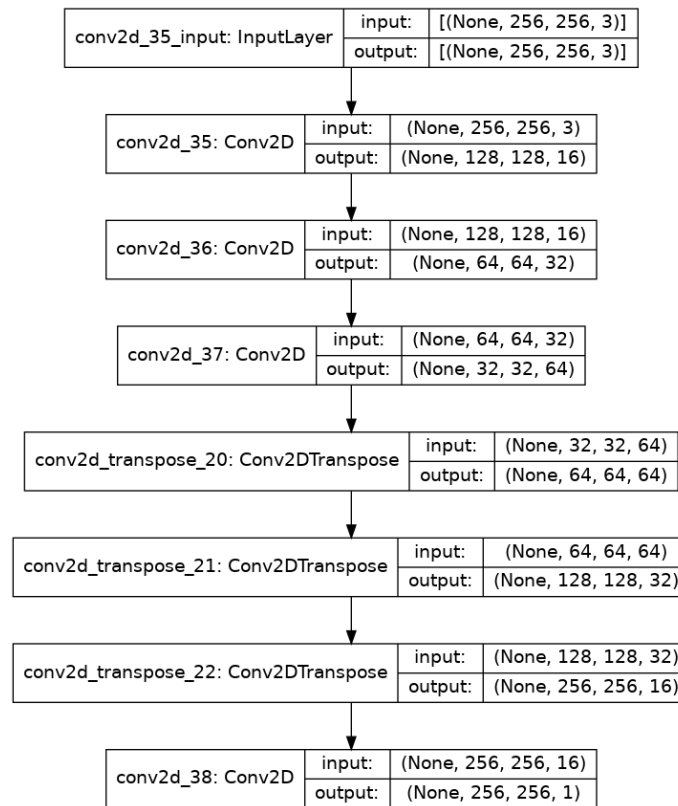 conv2d_35_input: InputLayer
input: [(None, 256, 256, 3)]
output: [(None, 256, 256, 3)]
conv2d_35: Conv2D
input: (None, 256, 256, 3)
output: (None, 128, 128, 16)
conv2d_36: Conv2D
input: (None, 128, 128, 16)
output: (None, 64, 64, 32)
conv2d_37: Conv2D
input: (None, 64, 64, 32)
output: (None, 32, 32, 64)
conv2d_transpose_20: Conv2DTranspose
input: (None, 32, 32, 64)
output: (None, 64, 64, 64)
conv2d_transpose_21: Conv2DTranspose
input: (None, 64, 64, 64)
output: (None, 128, 128, 32)
conv2d_transpose_22: Conv2DTranspose
input: (None, 128, 128, 32)
output: (None, 256, 256, 16)
conv2d_38: Conv2D
input: (None, 256, 256, 16)
output: (None, 256, 256, 1)